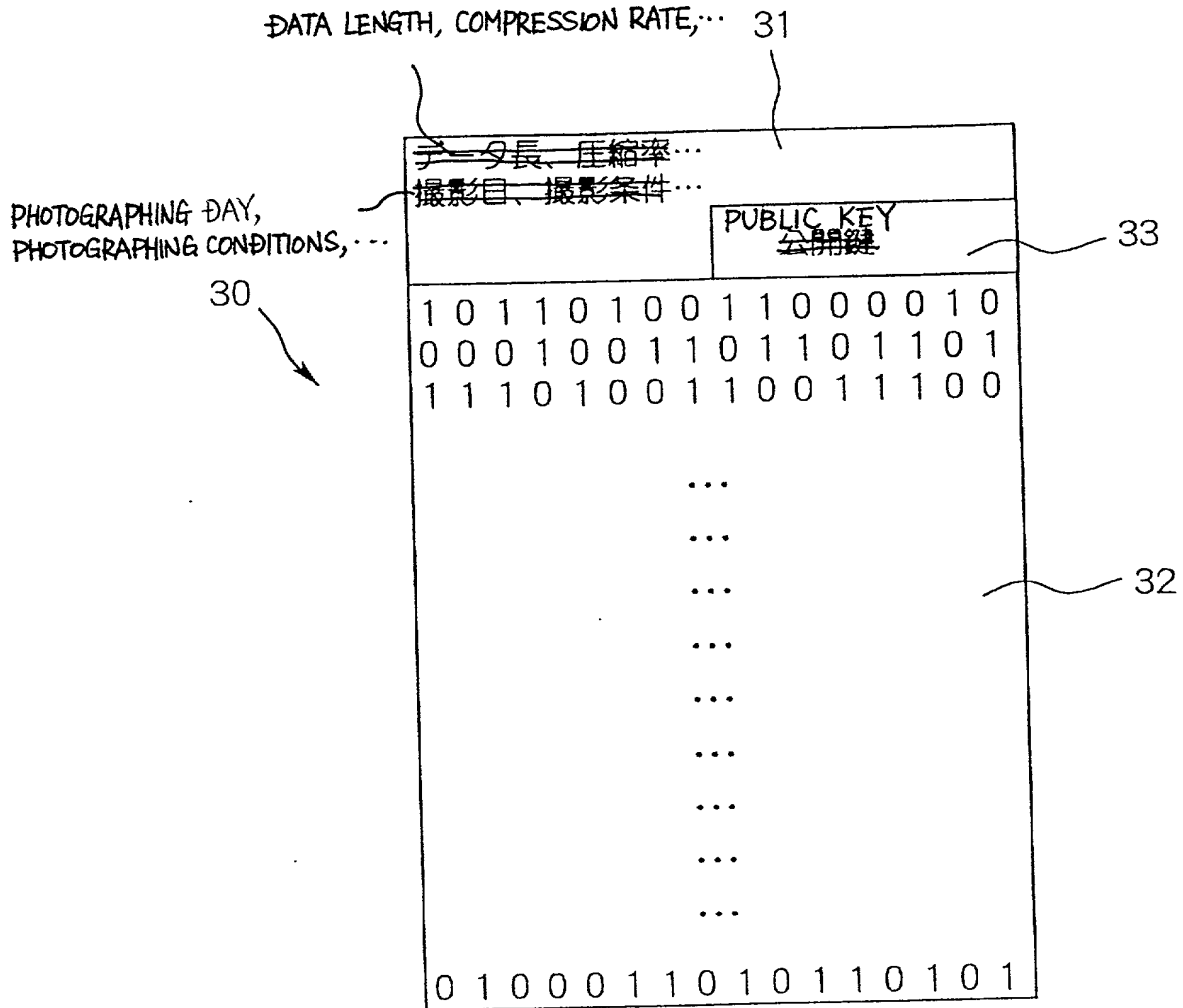 DATA LENGTH, COMPRESSION RATE,…
31
データ長、圧縮率…
撮影日、撮影条件…
PHOTOGRAPHING DAY,
PHOTOGRAPHING CONDITIONS,…
PUBLIC KEY
公開鍵
33
30
1 0 1 1 0 1 0 0 1 1 0 0 0 0 1 0
0 0 0 1 0 0 1 1 0 1 1 0 1 1 0 1
1 1 1 0 1 0 0 1 1 0 0 1 1 1 0 0
…
…
…
32
…
…
…
…
…
…
0 1 0 0 0 1 1 0 1 0 1 1 0 1 0 1